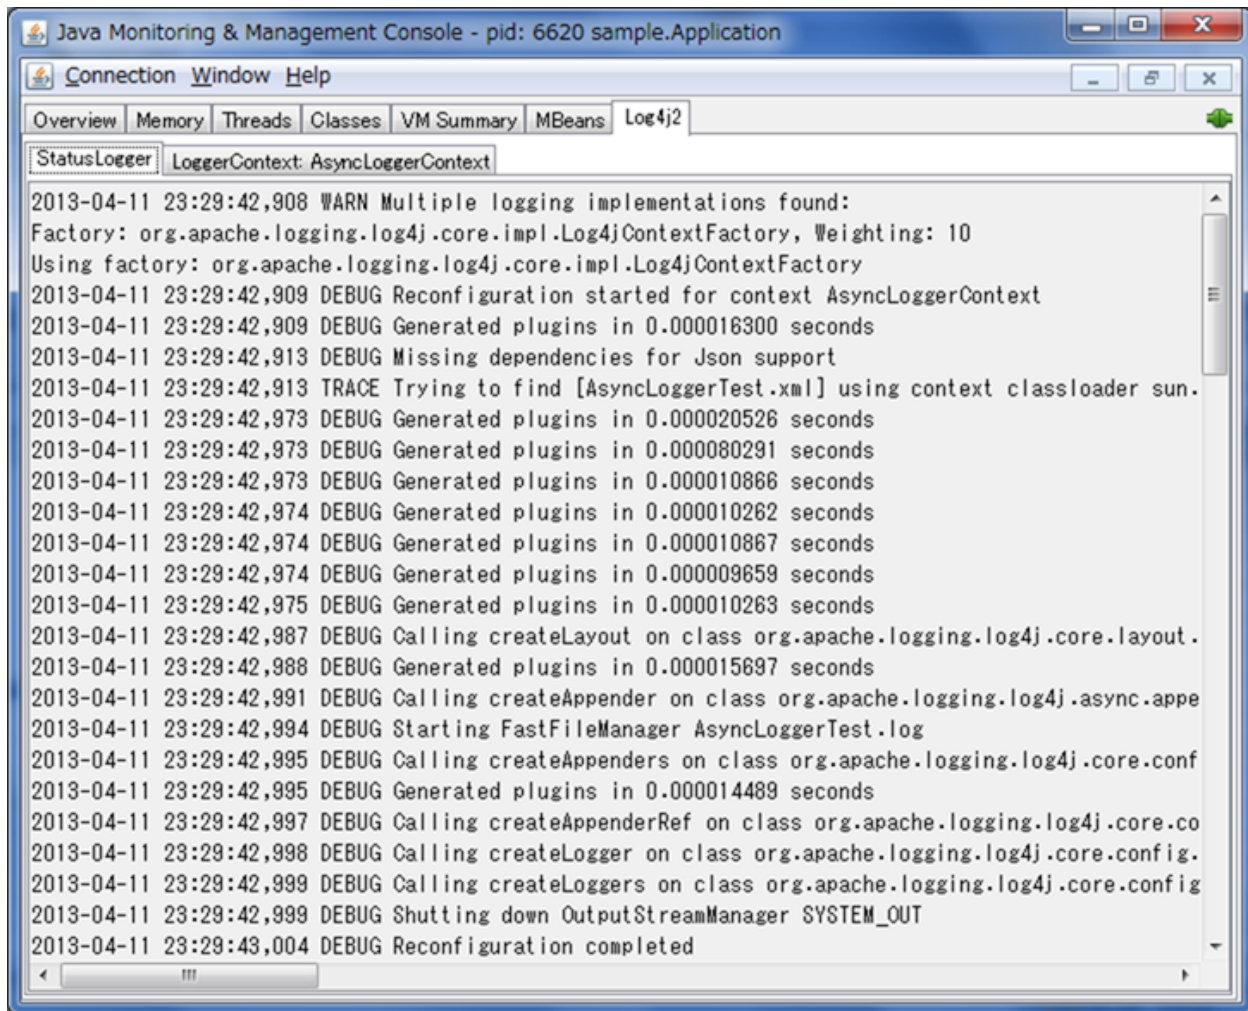 Java Monitoring & Management Console - pid: 6620 sample.Application
Connection Window Help
Overview Memory Threads Classes VM Summary MBeans Log4j2
StatusLogger LoggerContext: AsyncLoggerContext
2013-04-11 23:29:42,908 WARN Multiple logging implementations found:
Factory: org.apache.logging.log4j.core.impl.Log4jContextFactory, Weighting: 10
Using factory: org.apache.logging.log4j.core.impl.Log4jContextFactory
2013-04-11 23:29:42,909 DEBUG Reconfiguration started for context AsyncLoggerContext
2013-04-11 23:29:42,909 DEBUG Generated plugins in 0.000016300 seconds
2013-04-11 23:29:42,913 DEBUG Missing dependencies for Json support
2013-04-11 23:29:42,913 TRACE Trying to find [AsyncLoggerTest.xml] using context classloader sun.
2013-04-11 23:29:42,973 DEBUG Generated plugins in 0.000020526 seconds
2013-04-11 23:29:42,973 DEBUG Generated plugins in 0.000080291 seconds
2013-04-11 23:29:42,973 DEBUG Generated plugins in 0.000010866 seconds
2013-04-11 23:29:42,974 DEBUG Generated plugins in 0.000010262 seconds
2013-04-11 23:29:42,974 DEBUG Generated plugins in 0.000010867 seconds
2013-04-11 23:29:42,974 DEBUG Generated plugins in 0.000009659 seconds
2013-04-11 23:29:42,975 DEBUG Generated plugins in 0.000010263 seconds
2013-04-11 23:29:42,987 DEBUG Calling createLayout on class org.apache.logging.log4j.core.layout.
2013-04-11 23:29:42,988 DEBUG Generated plugins in 0.000015697 seconds
2013-04-11 23:29:42,991 DEBUG Calling createAppender on class org.apache.logging.log4j.async.appe
2013-04-11 23:29:42,994 DEBUG Starting FastFileManager AsyncLoggerTest.log
2013-04-11 23:29:42,995 DEBUG Calling createAppenders on class org.apache.logging.log4j.core.conf
2013-04-11 23:29:42,995 DEBUG Generated plugins in 0.000014489 seconds
2013-04-11 23:29:42,997 DEBUG Calling createAppenderRef on class org.apache.logging.log4j.core.co
2013-04-11 23:29:42,998 DEBUG Calling createLogger on class org.apache.logging.log4j.core.config.
2013-04-11 23:29:42,999 DEBUG Calling createLoggers on class org.apache.logging.log4j.core.config
2013-04-11 23:29:42,999 DEBUG Shutting down OutputStreamManager SYSTEM_OUT
2013-04-11 23:29:43,004 DEBUG Reconfiguration completed